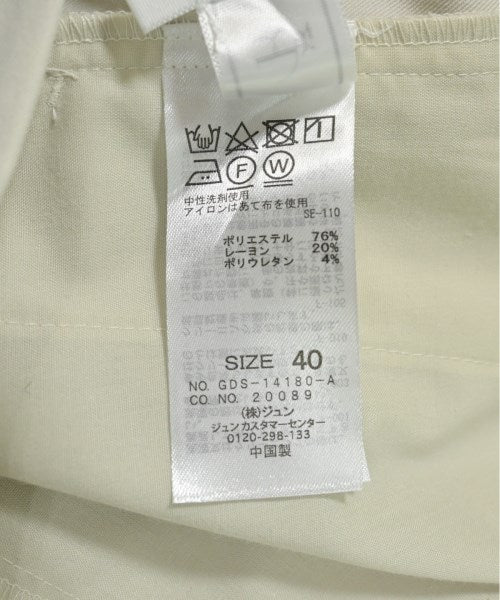 F
W
中性洗剤使用
アイロンはあて布を使用
SE-110
ポリエステル 76%
レーヨン 20%
ポリウレタン 4%
SIZE 40
NO. GDS-14180-A
CO NO. 20089
(株)ジュン
ジュンカスタマーセンター
0120-298-133
中国製